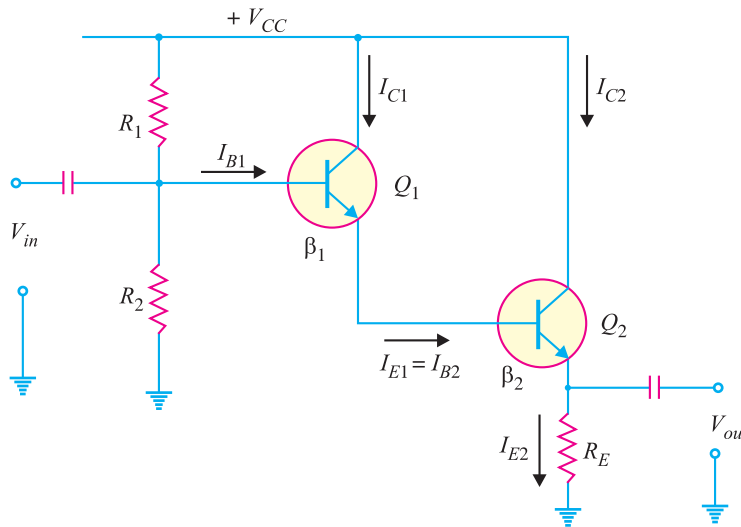 + V_CC
I_C1
I_C2
R_1
I_B1
Q_1
V_in
β_1
R_2
Q_2
I_E1 = I_B2
β_2
V_ou
I_E2
R_E